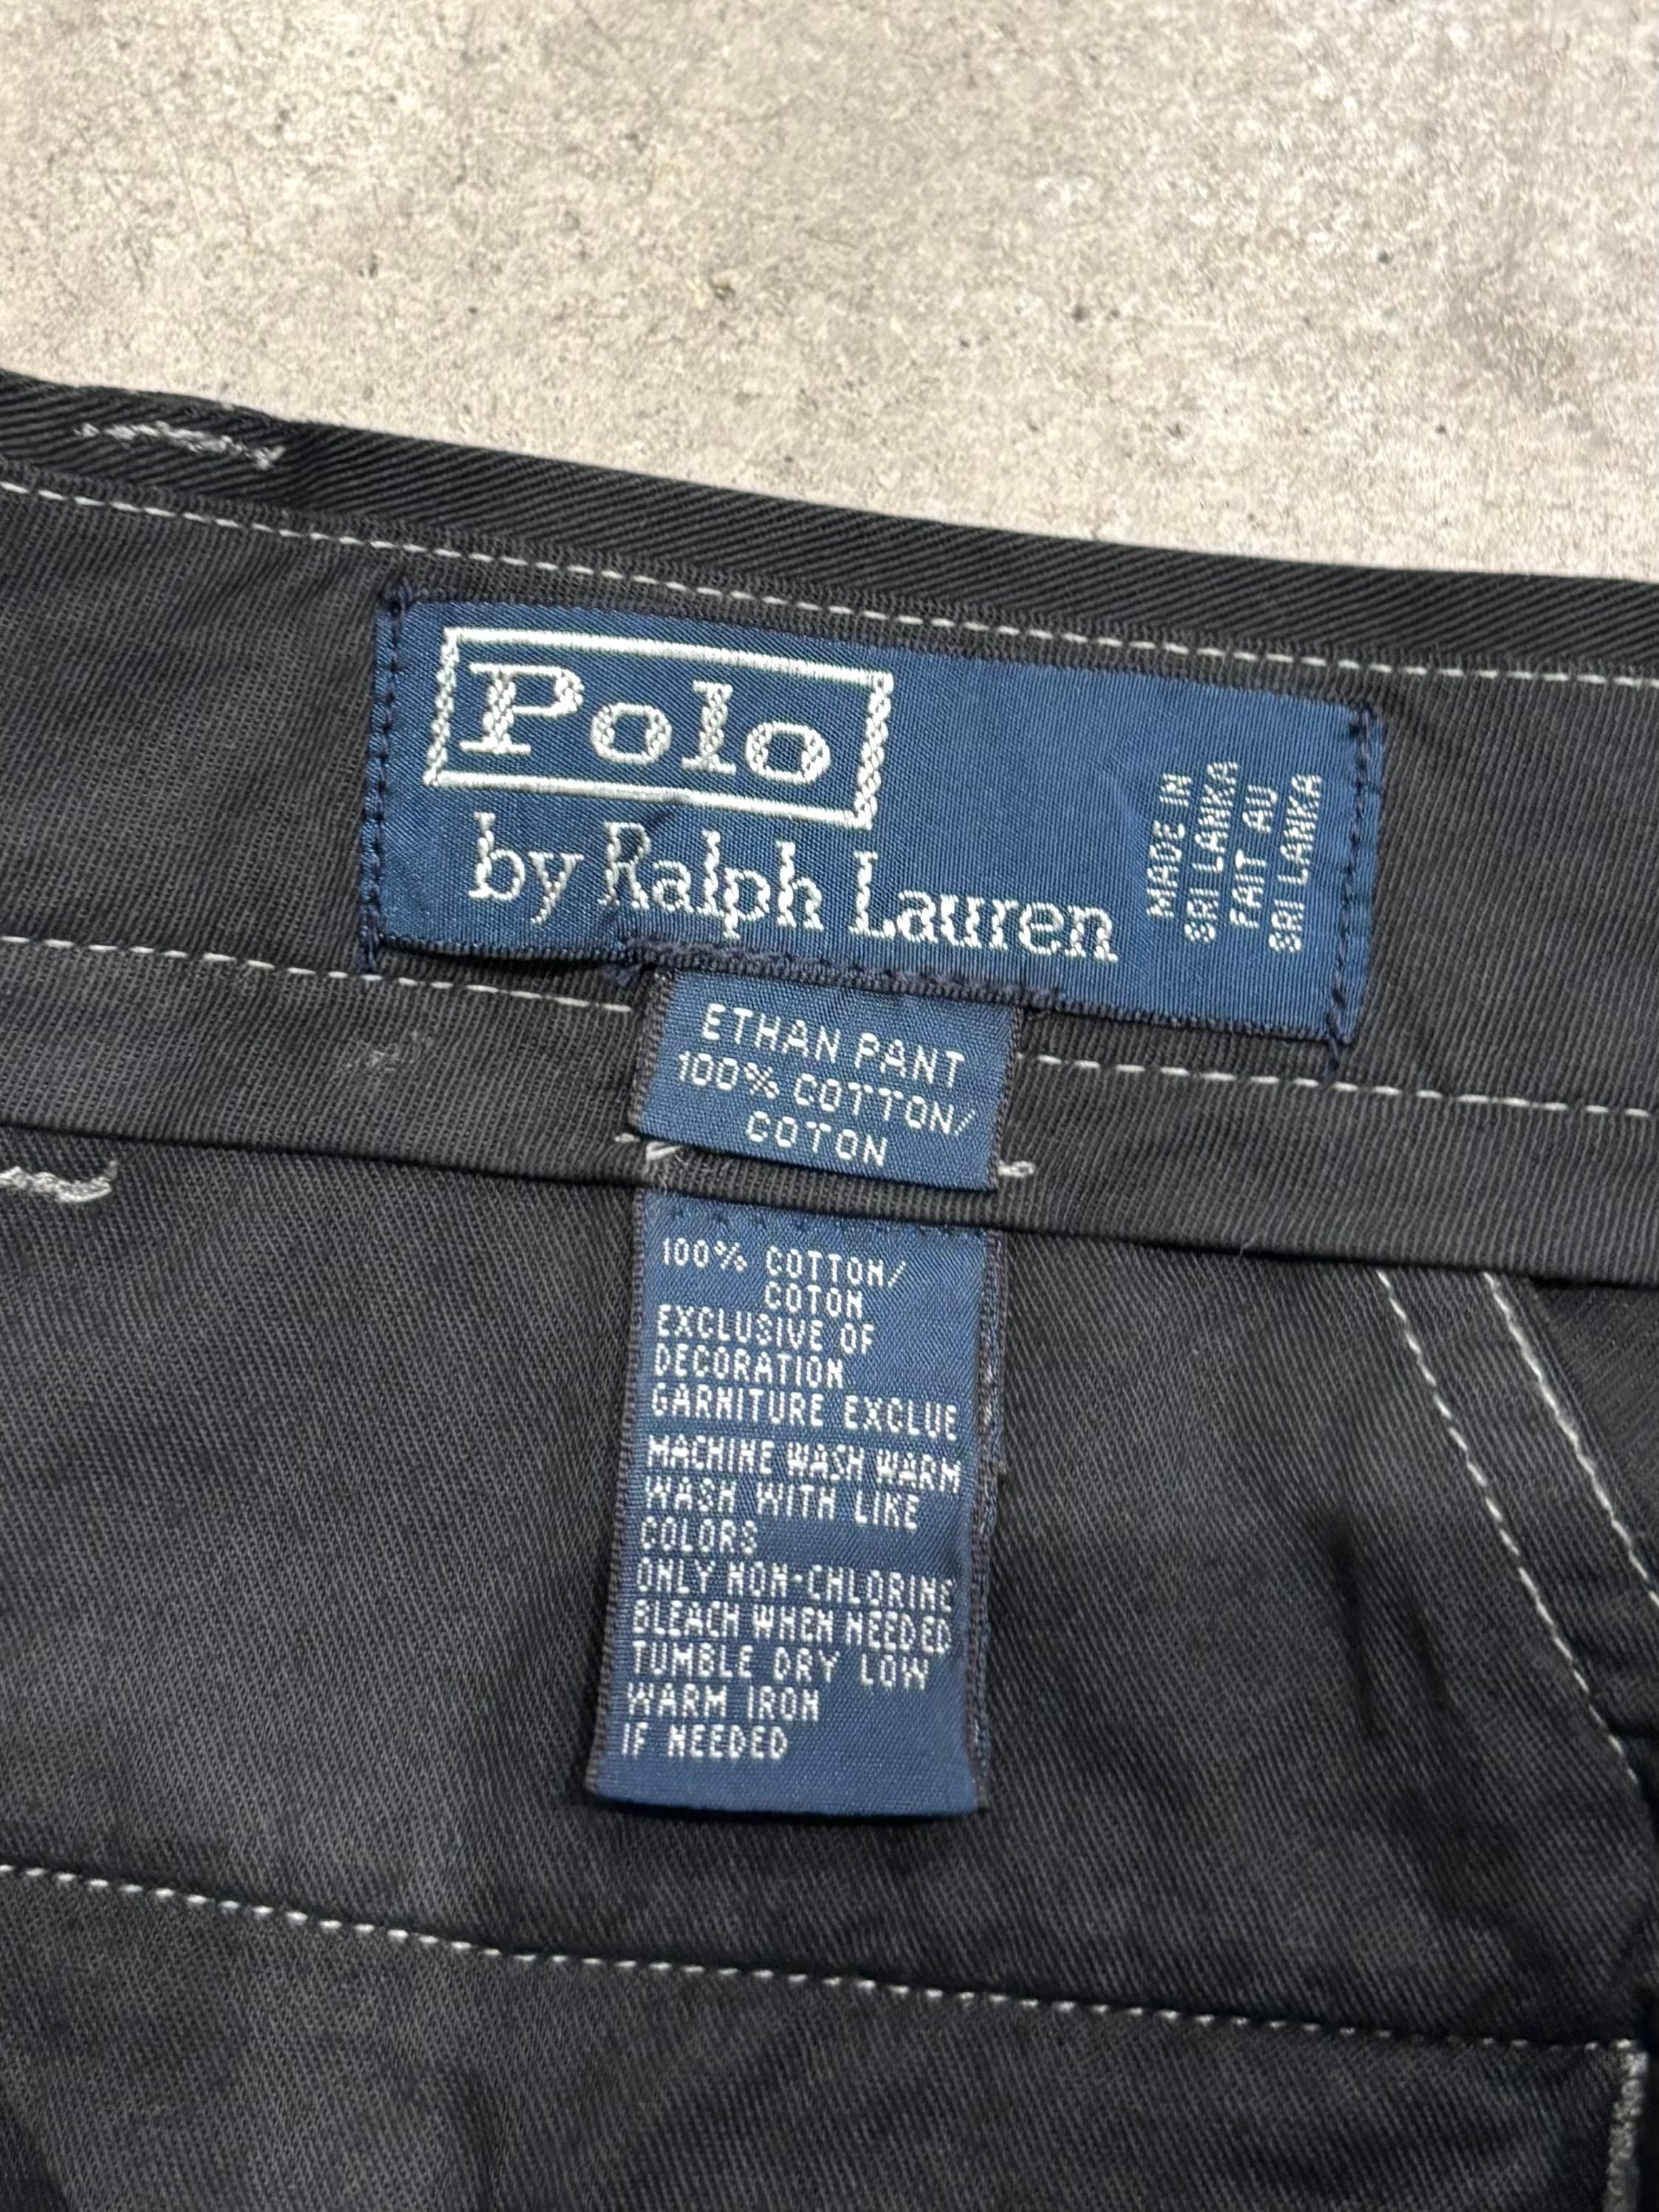 Polo
by Ralph Lauren
MADE IN
SRI LANKA
FAIT AU
SRI LANKA
ETHAN PANT
100% COTTON/
COTON
100% COTTON/
COTON
EXCLUSIVE OF
DECORATION
GARNITURE EXCLUE
MACHINE WASH WARM
WASH WITH LIKE
COLORS
ONLY NON-CHLORINE
BLEACH WHEN NEEDED
TUMBLE DRY LOW
WARM IRON
IF NEEDED